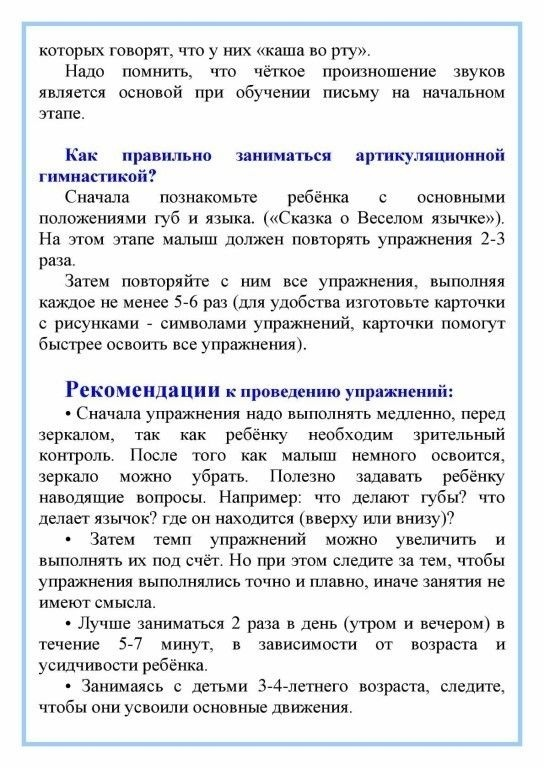 которых говорят, что у них «каша во рту».
Надо помнить, что чёткое произношение звуков
является основой при обучении письму на начальном
этапе.
Как правильно заниматься артикуляционной
гимнастикой?
Сначала познакомьте ребёнка с основными
положениями губ и языка. («Сказка о Веселом язычке»).
На этом этапе малыш должен повторять упражнения 2-3
раза.
Затем повторяйте с ним все упражнения, выполняя
каждое не менее 5-6 раз (для удобства изготовьте карточки
с рисунками - символами упражнений, карточки помогут
быстрее освоить все упражнения).
Рекомендации к проведению упражнений:
• Сначала упражнения надо выполнять медленно, перед
зеркалом, так как ребёнку необходим зрительный
контроль. После того как малыш немного освоится,
зеркало можно убрать. Полезно задавать ребёнку
наводящие вопросы. Например: что делают губы? что
делает язычок? где он находится (вверху или внизу)?
• Затем темп упражнений можно увеличить и
выполнять их под счёт. Но при этом следите за тем, чтобы
упражнения выполнялись точно и плавно, иначе занятия не
имеют смысла.
• Лучше заниматься 2 раза в день (утром и вечером) в
течение 5-7 минут, в зависимости от возраста и
усидчивости ребёнка.
• Занимаясь с детьми 3-4-летнего возраста, следите,
чтобы они усвоили основные движения.